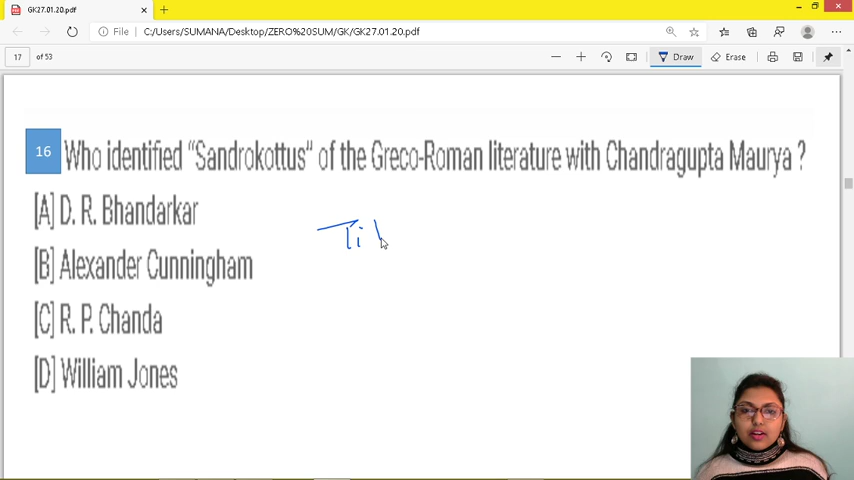 GK27.01.20.pdf
File
C:/Users/SUMANA/Desktop/ZERO%20SUM/GK/GK27.01.20.pdf
17 of 53
Draw
Erase
16 Who identified “Sandrokottus” of the Greco-Roman literature with Chandragupta Maurya ?
[A] D. R. Bhandarkar
[B] Alexander Cunningham
[C] R. P. Chanda
[D] William Jones